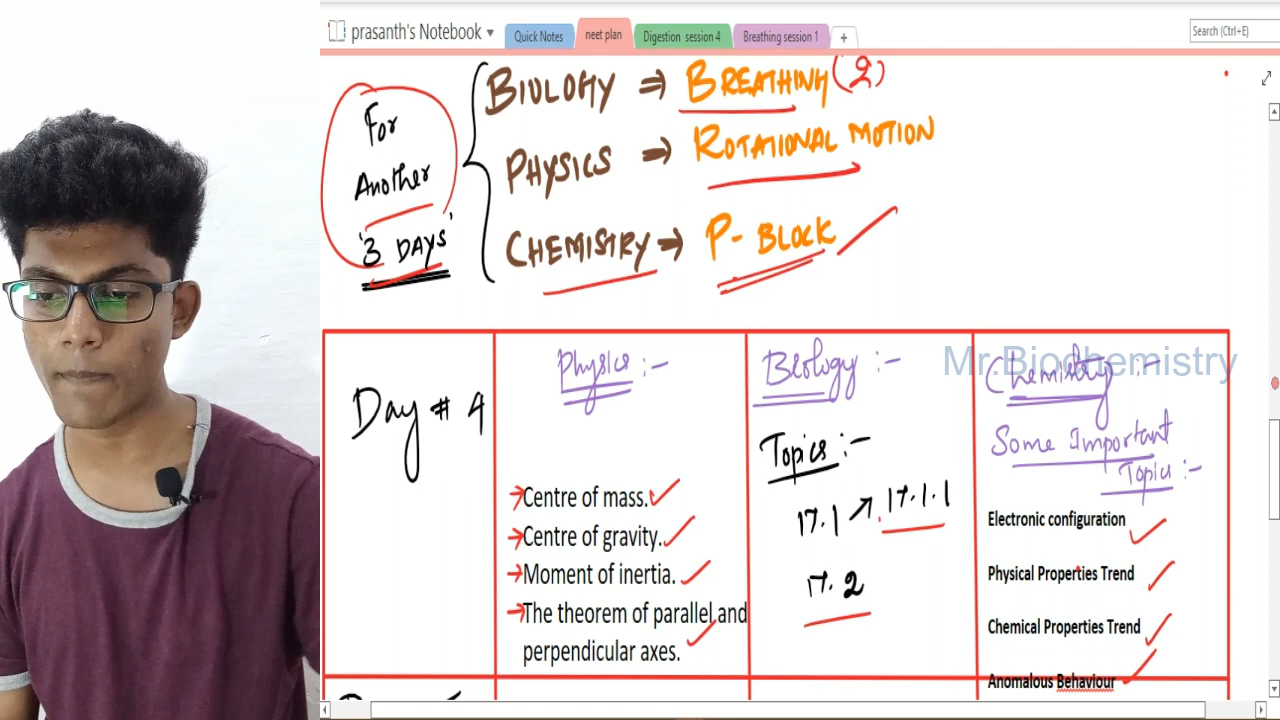 prasanth's Notebook
Quick Notes
neet plan
Digestion session 4
Breathing session 1
+
Search (Ctrl+E)
For
Another
'3 DAYS'
BIOLOGY ⇒ BREATHING (2)
PHYSICS ⇒ ROTATIONAL MOTION
CHEMISTRY ⇒ P-BLOCK
Mr.Biochemistry
Day # 4
Physics :-
→Centre of mass.
→Centre of gravity.
→Moment of inertia.
→The theorem of parallel and
perpendicular axes.
Biology :-
Topics :-
17.1 → 17.1.1
17.2
Chemistry :-
Some Important
Topics :-
Electronic configuration
Physical Properties Trend
Chemical Properties Trend
Anomalous Behaviour